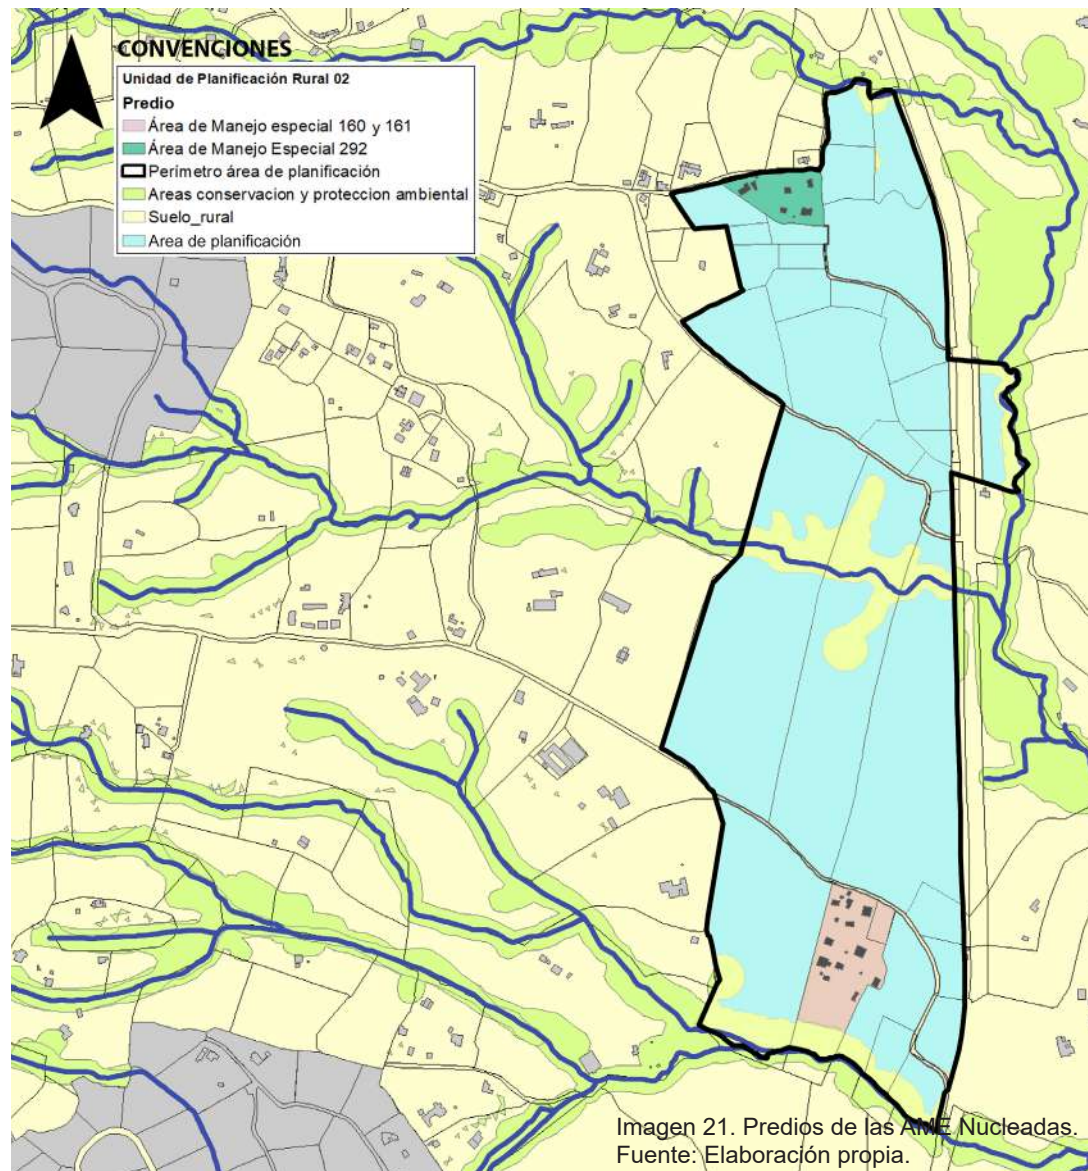 CONVENCIONES
Unidad de Planificación Rural 02
Predio
Área de Manejo especial 160 y 161
Área de Manejo Especial 292
Perímetro área de planificación
Areas conservacion y proteccion ambiental
Suelo_rural
Area de planificación
Imagen 21. Predios de las AME Nucleadas.
Fuente: Elaboración propia.